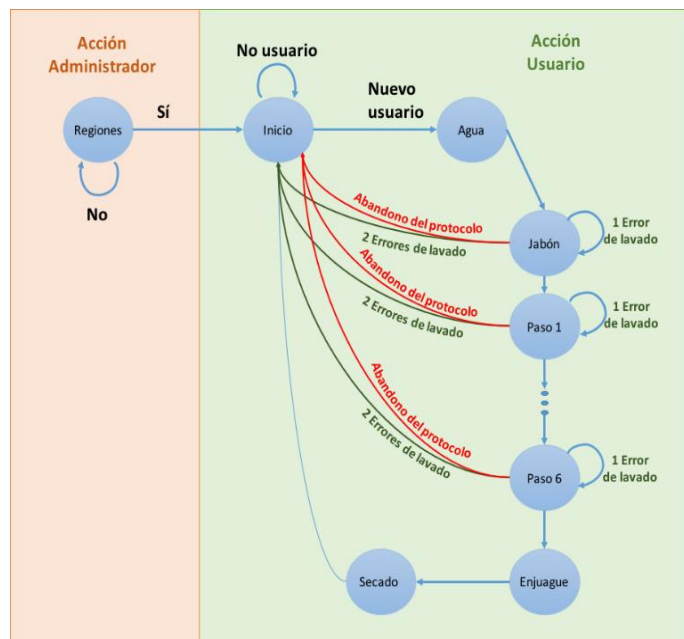 Acción
Administrador
Acción
Usuario
No usuario
Nuevo
usuario
Sí
Regiones
Inicio
Agua
No
Abandono del protocolo
2 Errores de lavado
Jabón
1 Error
de lavado
Abandono del protocolo
2 Errores de lavado
Paso 1
1 Error
de lavado
Abandono del protocolo
2 Errores de lavado
Paso 6
1 Error
de lavado
Secado
Enjuague